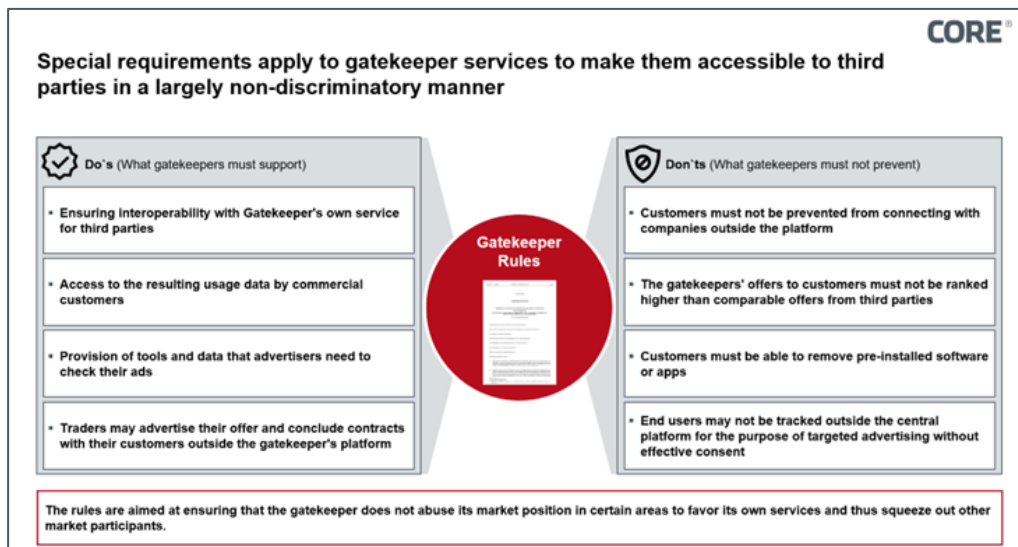 CORE®
Special requirements apply to gatekeeper services to make them accessible to third
parties in a largely non-discriminatory manner
Do`s (What gatekeepers must support)
▪ Ensuring interoperability with Gatekeeper's own service
for third parties
▪ Access to the resulting usage data by commercial
customers
▪ Provision of tools and data that advertisers need to
check their ads
▪ Traders may advertise their offer and conclude contracts
with their customers outside the gatekeeper's platform
Gatekeeper
Rules
Don`ts (What gatekeepers must not prevent)
▪ Customers must not be prevented from connecting with
companies outside the platform
▪ The gatekeepers' offers to customers must not be ranked
higher than comparable offers from third parties
▪ Customers must be able to remove pre-installed software
or apps
▪ End users may not be tracked outside the central
platform for the purpose of targeted advertising without
effective consent
The rules are aimed at ensuring that the gatekeeper does not abuse its market position in certain areas to favor its own services and thus squeeze out other
market participants.